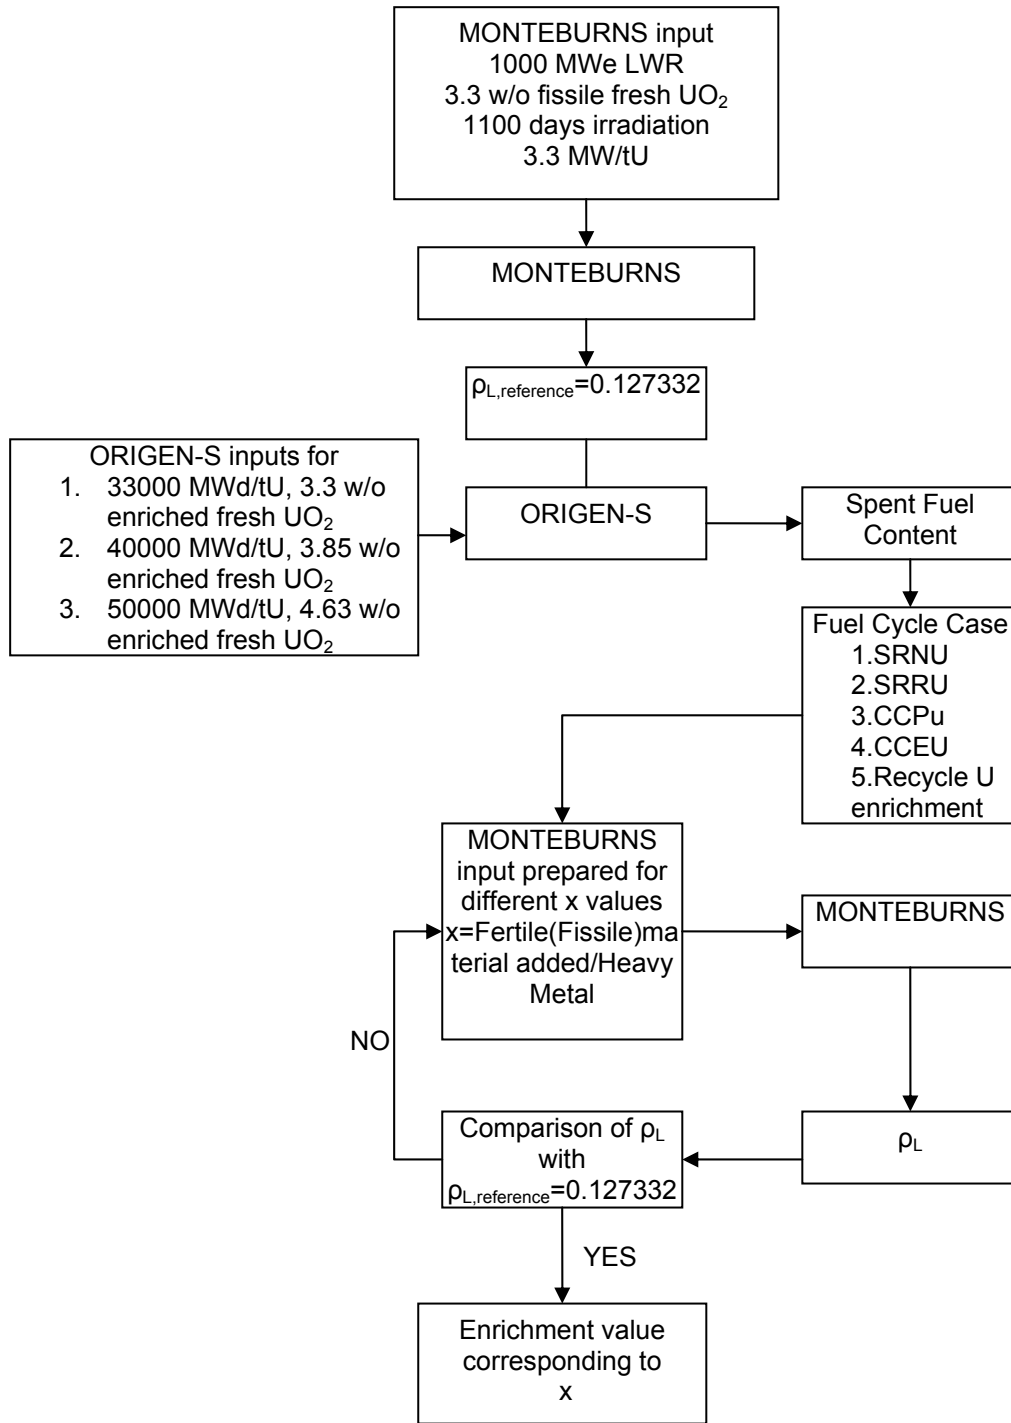 MONTEBURNS input
1000 MWe LWR
3.3 w/o fissile fresh UO₂
1100 days irradiation
3.3 MW/tU
MONTEBURNS
ρL,reference=0.127332
ORIGEN-S inputs for
1. 33000 MWd/tU, 3.3 w/o
enriched fresh UO₂
2. 40000 MWd/tU, 3.85 w/o
enriched fresh UO₂
3. 50000 MWd/tU, 4.63 w/o
enriched fresh UO₂
ORIGEN-S
Spent Fuel
Content
Fuel Cycle Case
1.SRNU
2.SRRU
3.CCPu
4.CCEU
5.Recycle U
enrichment
MONTEBURNS
input prepared for
different x values
x=Fertile(Fissile)ma
terial added/Heavy
Metal
MONTEBURNS
NO
Comparison of ρL
with
ρL,reference=0.127332
ρL
YES
Enrichment value
corresponding to
x